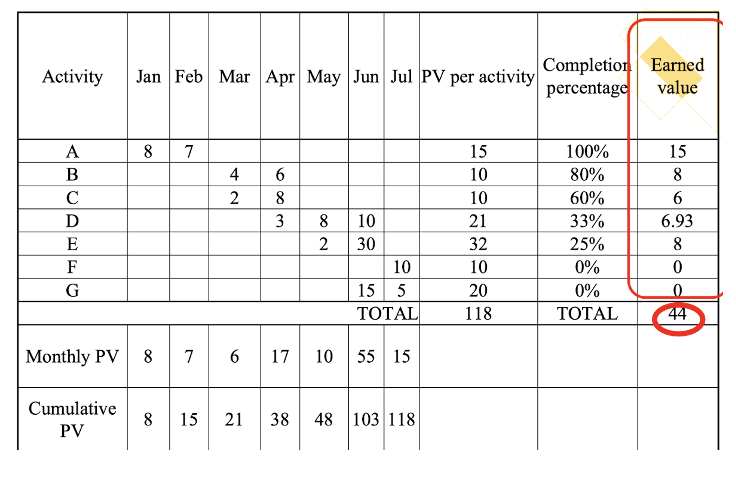 Activity Jan Feb Mar Apr May Jun Jul PV per activity Completion percentage Earned value
A 8 7 15 100% 15
B 4 6 10 80% 8
C 2 8 10 60% 6
D 3 8 10 21 33% 6.93
E 2 30 32 25% 8
F 10 10 0% 0
G 15 5 20 0% 0
TOTAL 118 TOTAL 44
Monthly PV 8 7 6 17 10 55 15
Cumulative PV 8 15 21 38 48 103 118